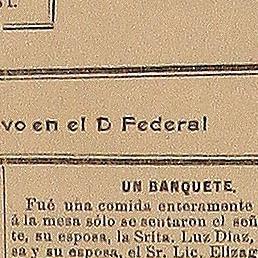 vo en el D Federal
UN BANQUETE.
Fué una comida enteramente
á la mesa sólo se sentaron el señ
te, su esposa, la Srita. Luz Díaz,
sa y su esposa, el Sr. Lic. Elizag